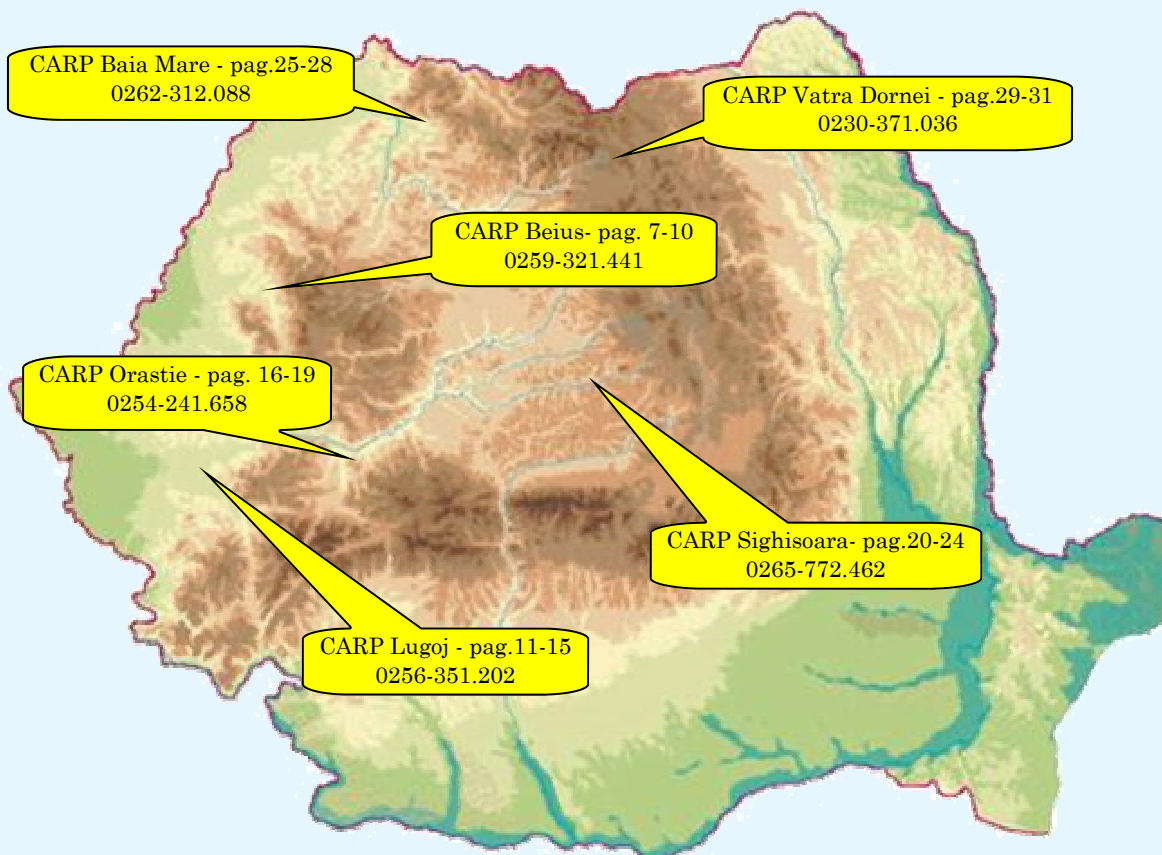 CARP Baia Mare - pag.25-28
0262-312.088
CARP Vatra Dornei - pag.29-31
0230-371.036
CARP Beius- pag. 7-10
0259-321.441
CARP Orastie - pag. 16-19
0254-241.658
CARP Sighisoara- pag.20-24
0265-772.462
CARP Lugoj - pag.11-15
0256-351.202